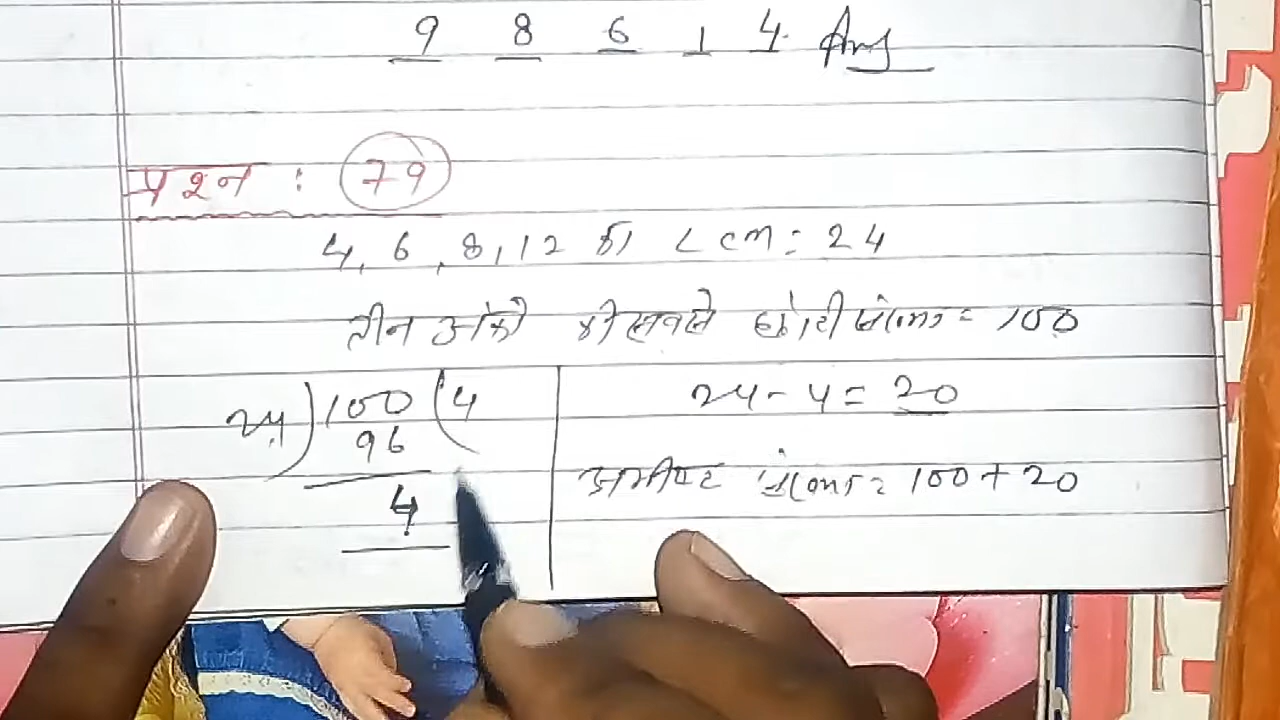 9 8 6 1 4. Ans
प्रश्न : 79
4, 6, 8, 12 का LCM = 24
तीन अंको की सबसे छोटी संख्या = 100
24 ) 100 ( 4
96
4
24 - 4 = 20
अभीष्ट संख्या = 100 + 20